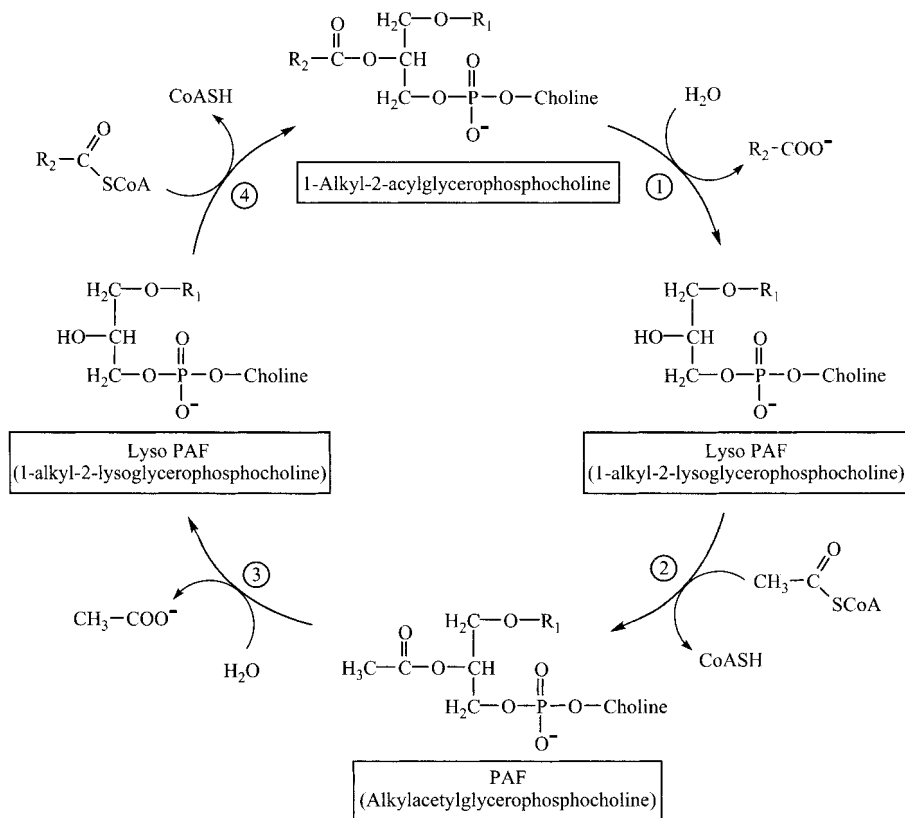 H₂C—O—R₁
O
R₂—C—O—CH
O
H₂C—O—P—O—Choline
O⁻
1-Alkyl-2-acylglycerophosphocholine
CoASH
O
R₂—C
SCoA
④
H₂O
R₂—COO⁻
①
H₂C—O—R₁
HO—CH
O
H₂C—O—P—O—Choline
O⁻
Lyso PAF
(1-alkyl-2-lysoglycerophosphocholine)
H₂C—O—R₁
HO—CH
O
H₂C—O—P—O—Choline
O⁻
Lyso PAF
(1-alkyl-2-lysoglycerophosphocholine)
②
O
CH₃—C
SCoA
CoASH
③
CH₃—COO⁻
H₂O
H₂C—O—R₁
O
H₃C—C—O—CH
O
H₂C—O—P—O—Choline
O⁻
PAF
(Alkylacetylglycerophosphocholine)